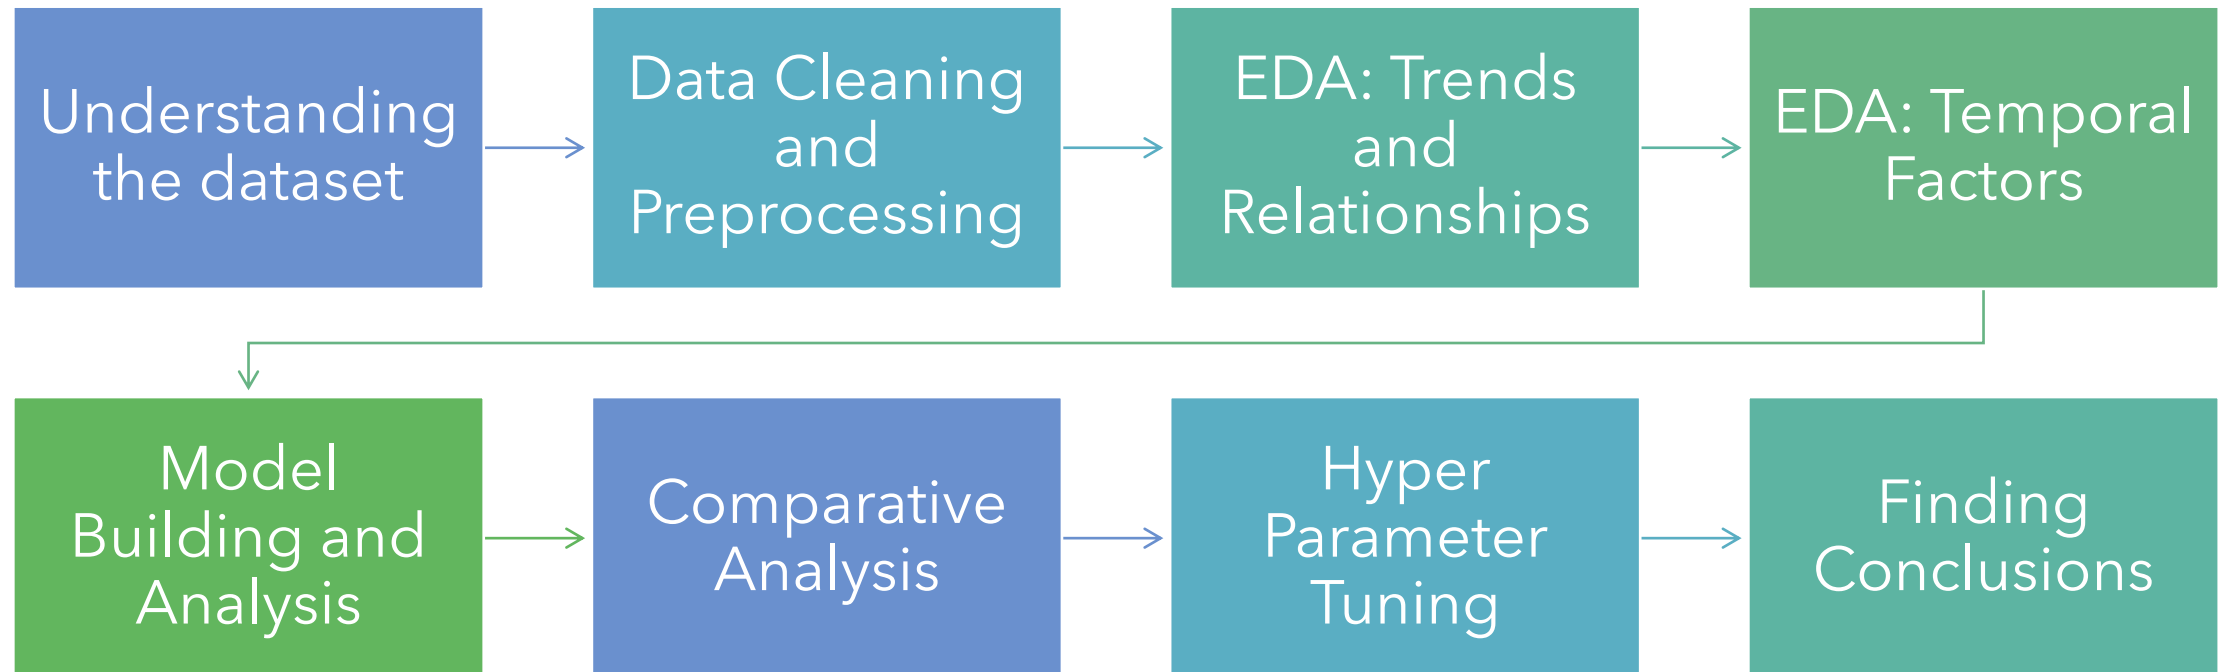 Understanding
the dataset
Data Cleaning
and
Preprocessing
EDA: Trends
and
Relationships
EDA: Temporal
Factors
Model
Building and
Analysis
Comparative
Analysis
Hyper
Parameter
Tuning
Finding
Conclusions